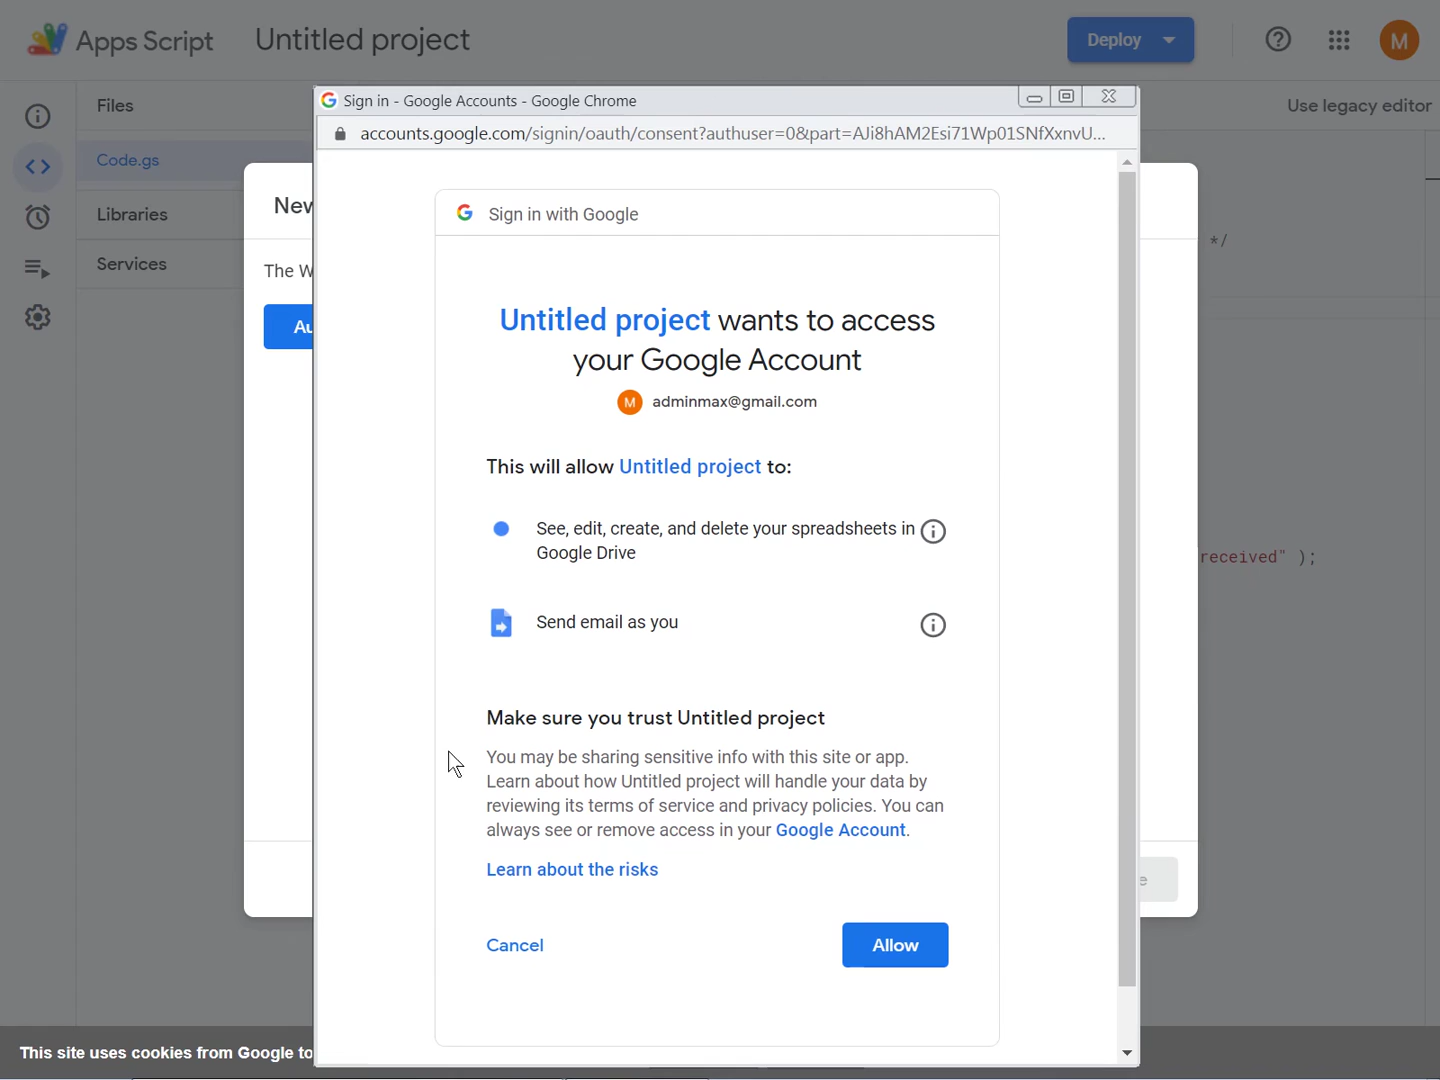 Apps Script
Untitled project
Deploy
M
Files
Use legacy editor
Code.gs
Libraries
Services
New
The W
Au
*/
received" );
e
Sign in - Google Accounts - Google Chrome
accounts.google.com/signin/oauth/consent?authuser=0&part=AJi8hAM2Esi71Wp01SNfXxnvU...
Sign in with Google
Untitled project wants to access
your Google Account
M adminmax@gmail.com
This will allow Untitled project to:
See, edit, create, and delete your spreadsheets in
Google Drive
Send email as you
Make sure you trust Untitled project
You may be sharing sensitive info with this site or app.
Learn about how Untitled project will handle your data by
reviewing its terms of service and privacy policies. You can
always see or remove access in your Google Account.
Learn about the risks
Cancel
Allow
This site uses cookies from Google to